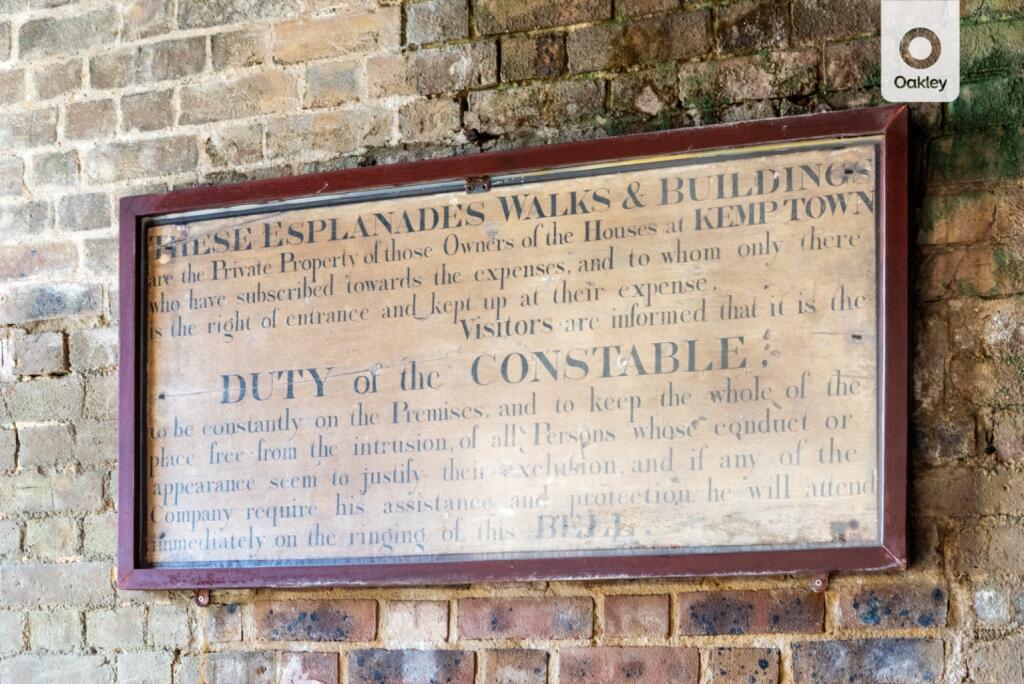 Oakley
THESE ESPLANADES WALKS & BUILDINGS
are the Private Property of those Owners of the Houses at KEMP TOWN
who have subscribed towards the expenses, and to whom only there
is the right of entrance and kept up at their expense.
Visitors are informed that it is the
DUTY of the CONSTABLE;
to be constantly on the Premises, and to keep the whole of the
place free from the intrusion, of all Persons whose conduct or
appearance seem to justify their exclusion, and if any of the
Company require his assistance and protection he will attend
immediately on the ringing of this BELL.